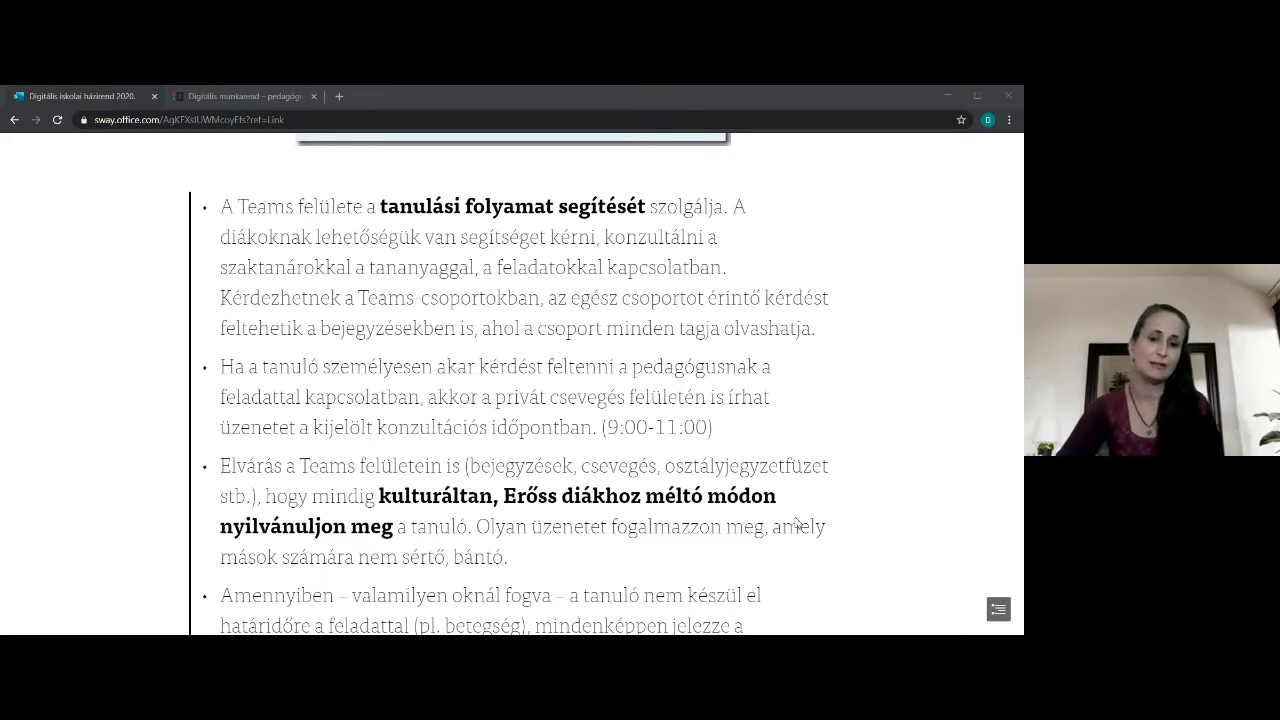 Digitális iskolai házirend 2020.
Digitális munkarend – pedagógi
sway.office.com/AgKFXslUWMcoyEfs?ref=Link
D
• A Teams felülete a tanulási folyamat segítését szolgálja. A
diákoknak lehetőségük van segítséget kérni, konzultálni a
szaktanárokkal a tananyaggal, a feladatokkal kapcsolatban.
Kérdezhetnek a Teams-csoportokban, az egész csoportot érintő kérdést
feltehetik a bejegyzésekben is, ahol a csoport minden tagja olvashatja.
• Ha a tanuló személyesen akar kérdést feltenni a pedagógusnak a
feladattal kapcsolatban, akkor a privát csevegés felületén is írhat
üzenetet a kijelölt konzultációs időpontban. (9:00-11:00)
• Elvárás a Teams felületein is (bejegyzések, csevegés, osztályjegyzetfüzet
stb.), hogy mindig kulturáltan, Erőss diákhoz méltó módon
nyilvánuljon meg a tanuló. Olyan üzenetet fogalmazzon meg, amely
mások számára nem sértő, bántó.
• Amennyiben – valamilyen oknál fogva – a tanuló nem készül el
határidőre a feladattal (pl. betegség), mindenképpen jelezze a